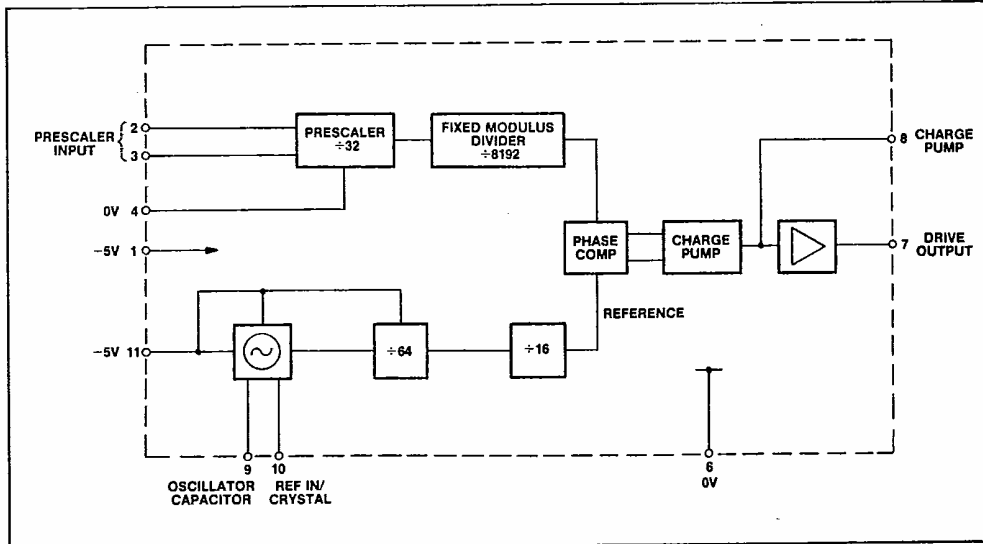 PRESCALER
INPUT
2
3
PRESCALER
÷32
FIXED MODULUS
DIVIDER
÷8192
8 CHARGE
PUMP
0V 4
PHASE
COMP
CHARGE
PUMP
7 DRIVE
OUTPUT
−5V 1
REFERENCE
−5V 11
÷64
÷16
9
OSCILLATOR
CAPACITOR
10
REF IN/
CRYSTAL
6
0V